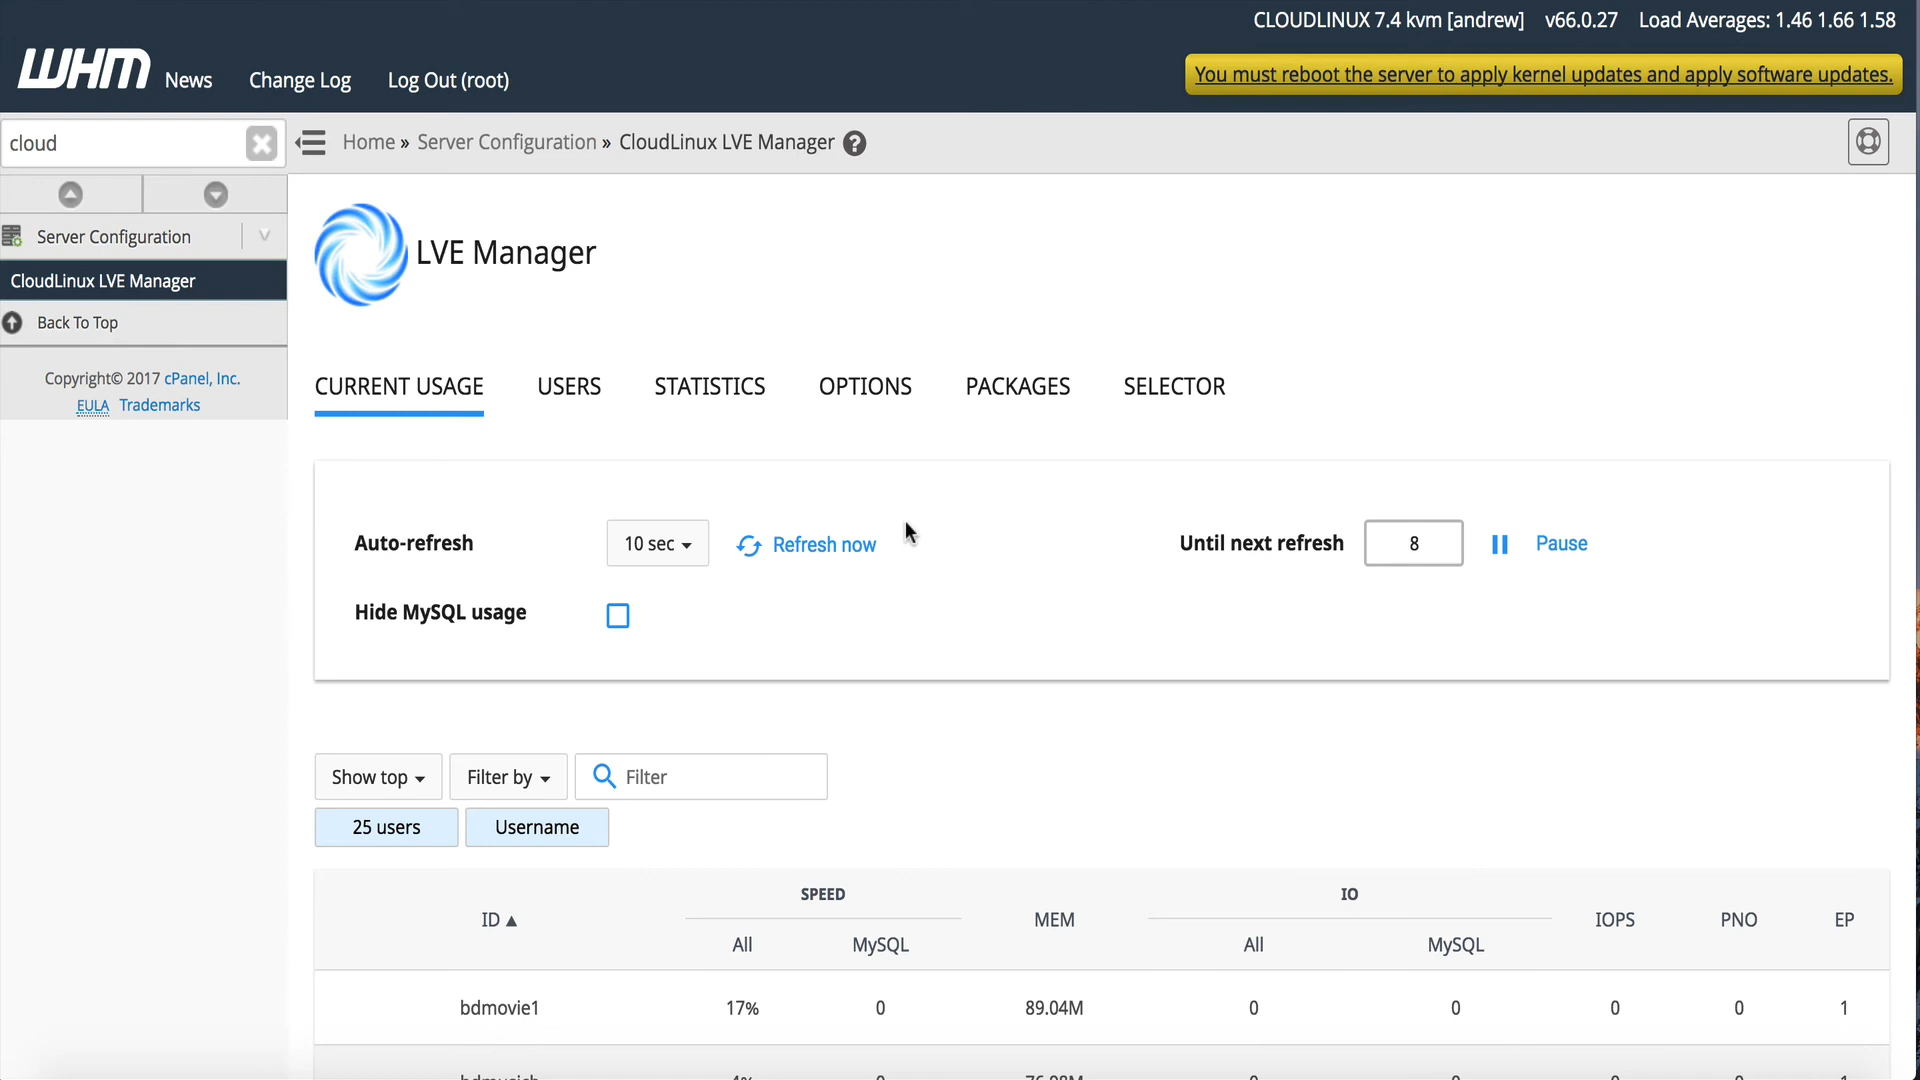 CLOUDLINUX 7.4 kvm [andrew] v66.0.27 Load Averages: 1.46 1.66 1.58
WHM News Change Log Log Out (root)
You must reboot the server to apply kernel updates and apply software updates.
cloud
Home » Server Configuration » CloudLinux LVE Manager ?
Server Configuration
CloudLinux LVE Manager
Back To Top
Copyright© 2017 cPanel, Inc.
EULA Trademarks
LVE Manager
CURRENT USAGE USERS STATISTICS OPTIONS PACKAGES SELECTOR
Auto-refresh 10 sec Refresh now Until next refresh 8 Pause
Hide MySQL usage
Show top Filter by Filter
25 users Username
SPEED IO
ID ▲ MEM IOPS PNO EP
All MySQL All MySQL
bdmovie1 17% 0 89.04M 0 0 0 0 1